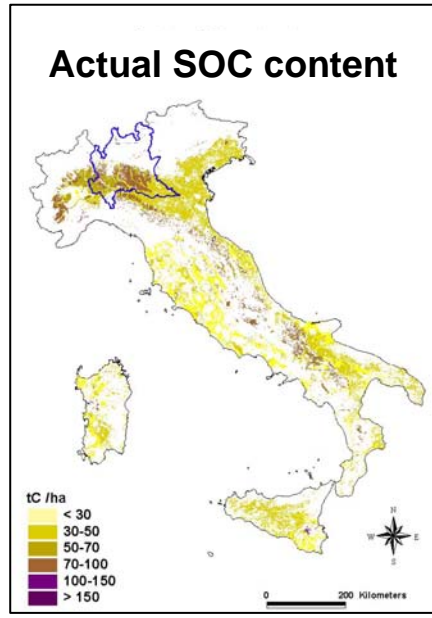 Actual SOC content
tC /ha
< 30
30-50
50-70
70-100
100-150
> 150
N
W E
S
0 200 Kilometers